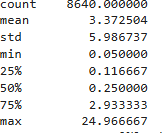 count 8640.000000
mean 3.372504
std 5.986737
min 0.050000
25% 0.116667
50% 0.250000
75% 2.933333
max 24.966667